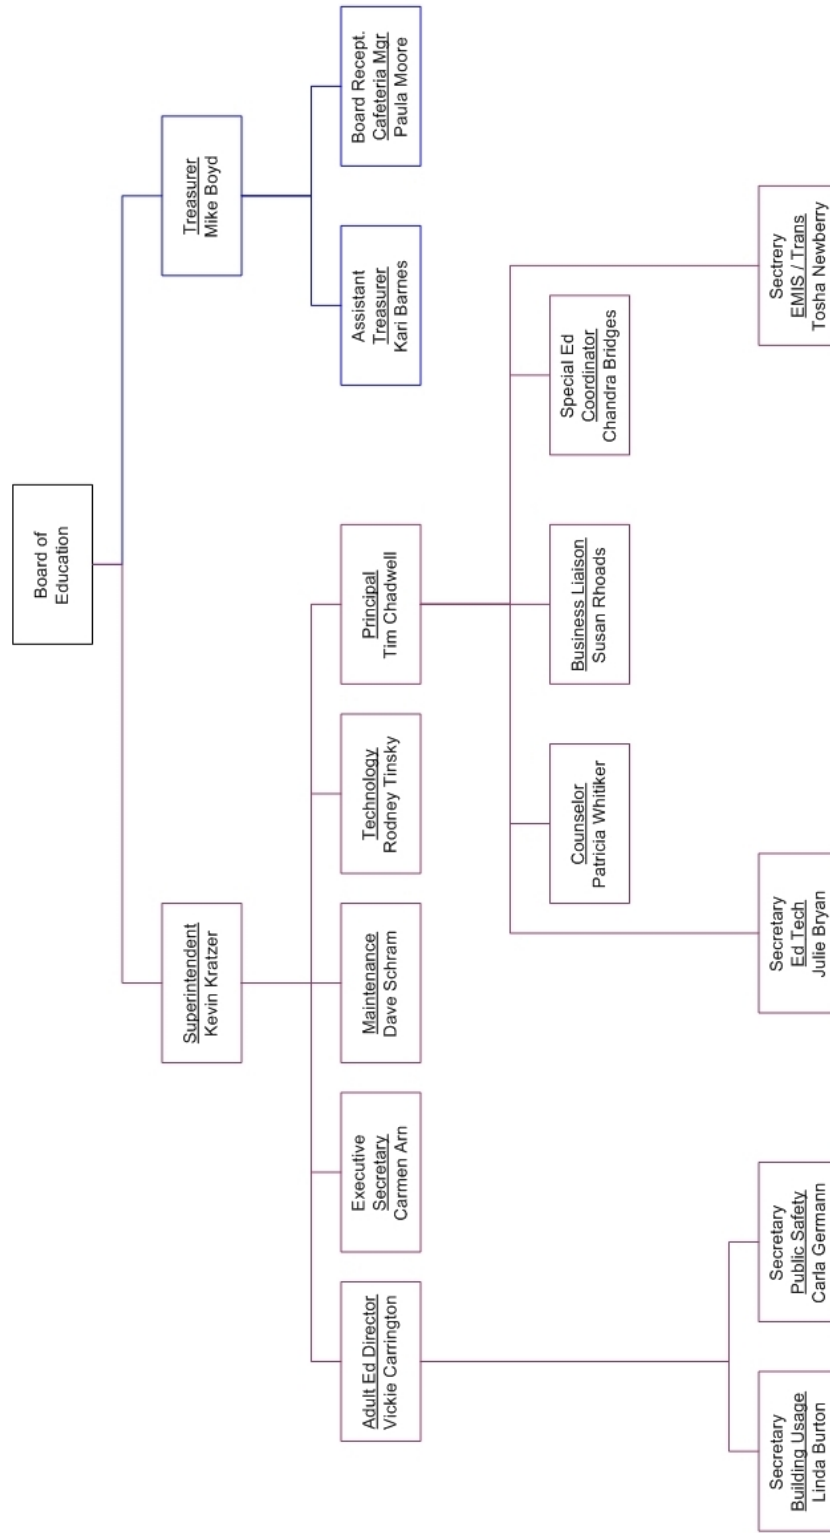 Board of
Education
Superintendent
Kevin Kratzer
Treasurer
Mike Boyd
Adult Ed Director
Vickie Carrington
Executive
Secretary
Carmen Arn
Maintenance
Dave Schram
Technology
Rodney Tinsky
Principal
Tim Chadwell
Assistant
Treasurer
Kari Barnes
Board Recept.
Cafeteria Mgr
Paula Moore
Counselor
Patricia Whitiker
Business Liaison
Susan Rhoads
Special Ed
Coordinator
Chandra Bridges
Secretary
Building Usage
Linda Burton
Secretary
Public Safety
Carla Germann
Secretary
Ed Tech
Julie Bryan
Sectrery
EMIS / Trans
Tosha Newberry